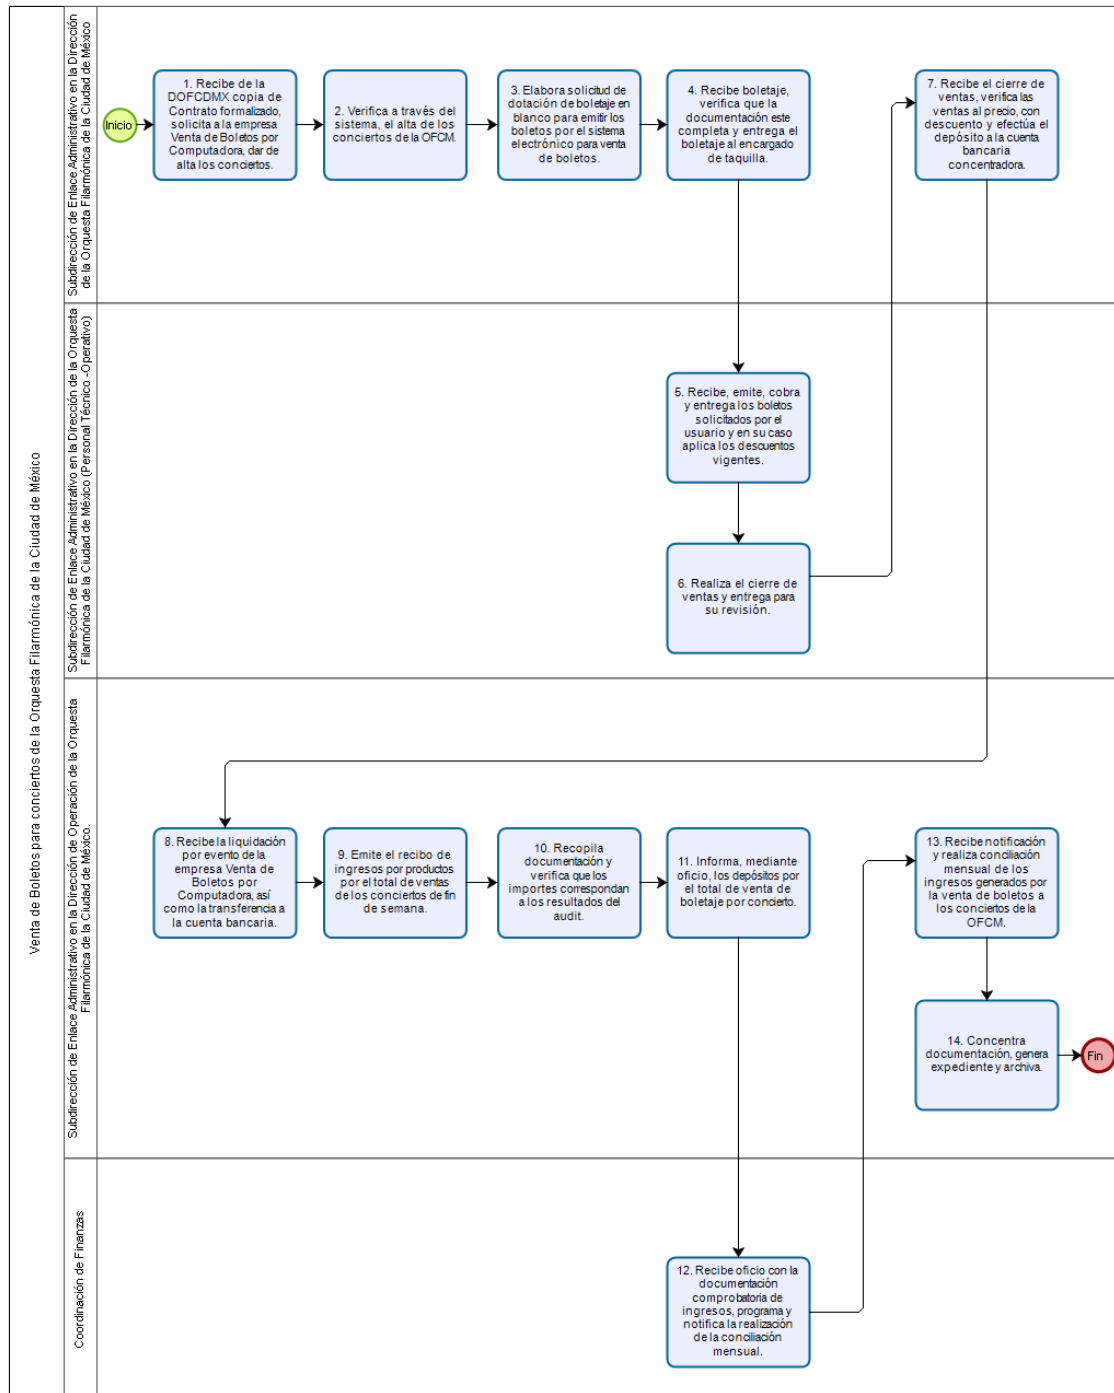 Venta de Boletos para conciertos de la Orquesta Filarmónica de la Ciudad de México
Subdirección de Enlace Administrativo en la Dirección
de la Orquesta Filarmónica de la Ciudad de México
Inicio
1. Recibe de la
DOFCDMX copia de
Contrato formalizado,
solicita a la empresa
Venta de Boletos por
Computadora, dar de
alta los conciertos.
2. Verifica a través del
sistema, el alta de los
conciertos de la OFCM.
3. Elabora solicitud de
dotación de boletaje en
blanco para emitir los
boletos por el sistema
electrónico para venta
de boletos.
4. Recibe boletaje,
verifica que la
documentación este
completa y entrega el
boletaje al encargado
de taquilla.
7. Recibe el cierre de
ventas, verifica las
ventas al precio, con
descuento y efectúa el
depósito a la cuenta
bancaria
concentradora.
Subdirección de Enlace Administrativo en la Dirección de la Orquesta
Filarmónica de la Ciudad de México (Personal Técnico -Operativo)
5. Recibe, emite, cobra
y entrega los boletos
solicitados por el
usuario y en su caso
aplica los descuentos
vigentes.
6. Realiza el cierre de
ventas y entrega para
su revisión.
Subdirección de Enlace Administrativo en la Dirección de Operación de la Orquesta
Filarmónica de la Ciudad de México.
8. Recibe la liquidación
por evento de la
empresa Venta de
Boletos por
Computadora, así
como la transferencia a
la cuenta bancaria.
9. Emite el recibo de
ingresos por productos
por el total de ventas
de los conciertos de fin
de semana.
10. Recopila
documentación y
verifica que los
importes correspondan
a los resultados del
audit.
11. Informa, mediante
oficio, los depósitos por
el total de venta de
boletaje por concierto.
13. Recibe notificación
y realiza conciliación
mensual de los
ingresos generados por
la venta de boletos a
los conciertos de la
OFCM.
14. Concentra
documentación, genera
expediente y archiva.
Fin
Coordinación de Finanzas
12. Recibe oficio con la
documentación
comprobatoria de
ingresos, programa y
notifica la realización
de la conciliación
mensual.